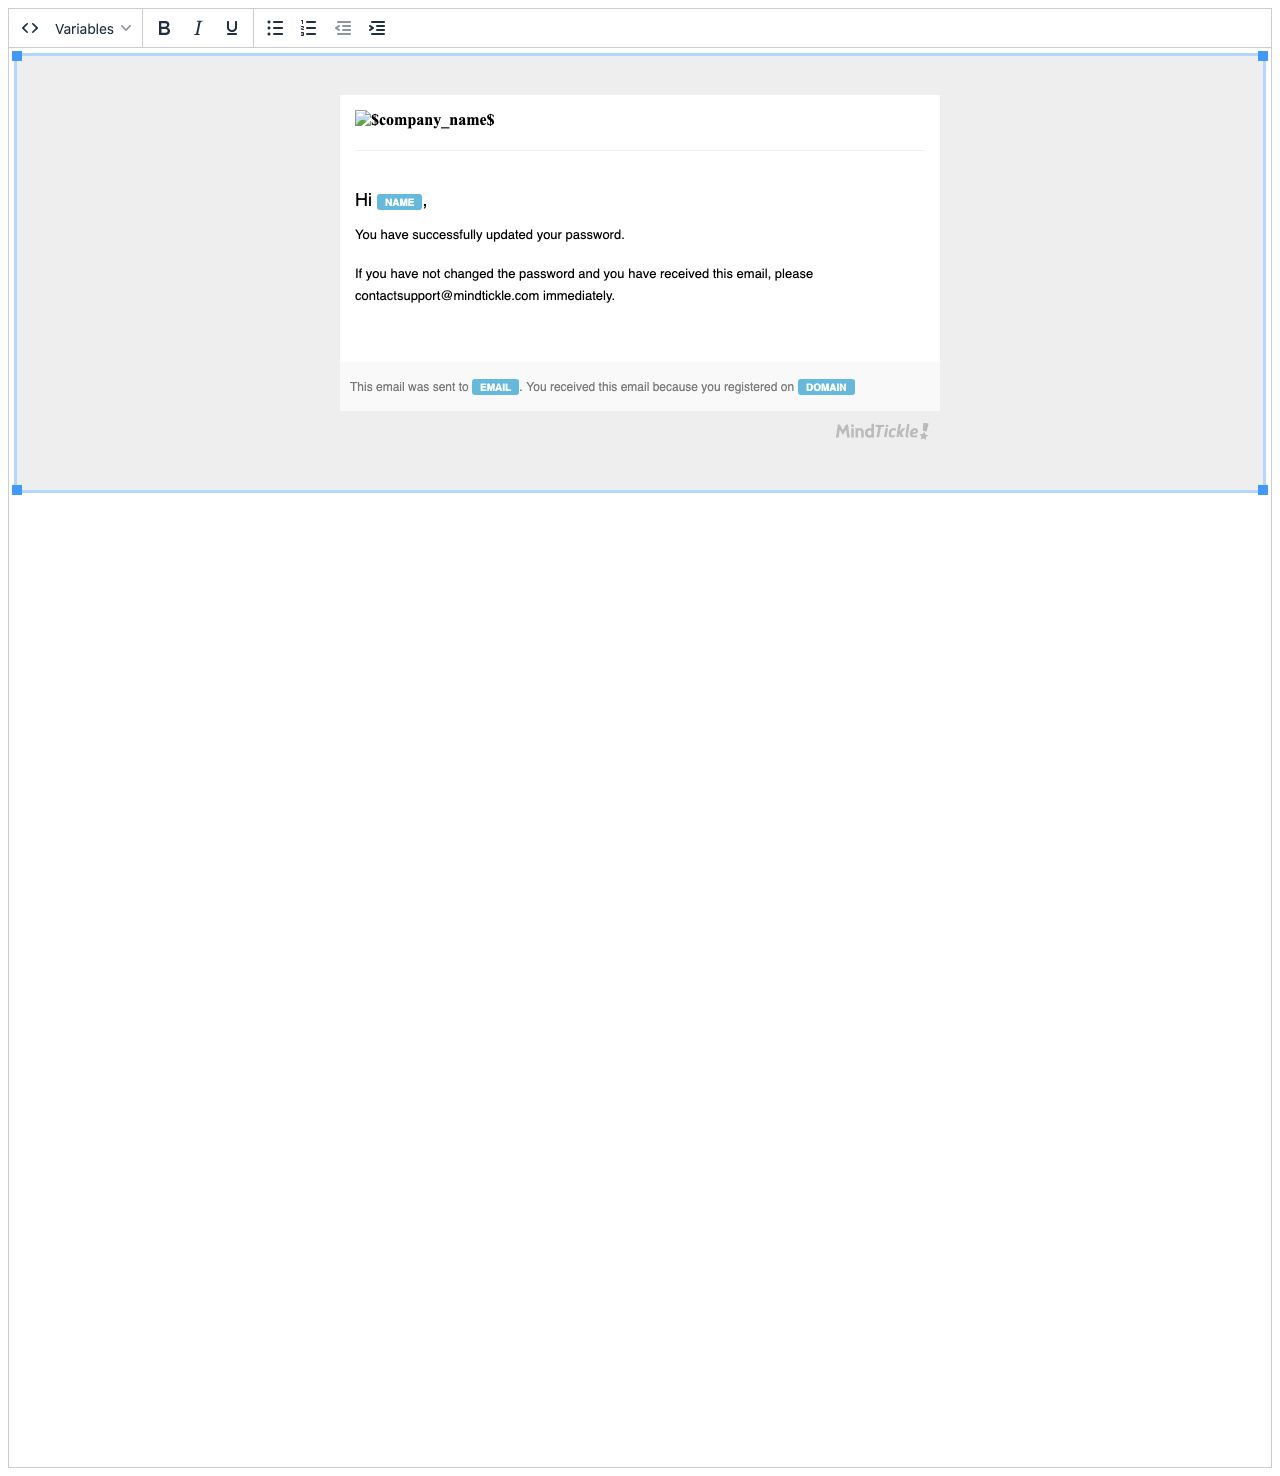 Variables
$company_name$
Hi NAME,
You have successfully updated your password.
If you have not changed the password and you have received this email, please
contactsupport@mindtickle.com immediately.
This email was sent to EMAIL. You received this email because you registered on DOMAIN
MindTickle!